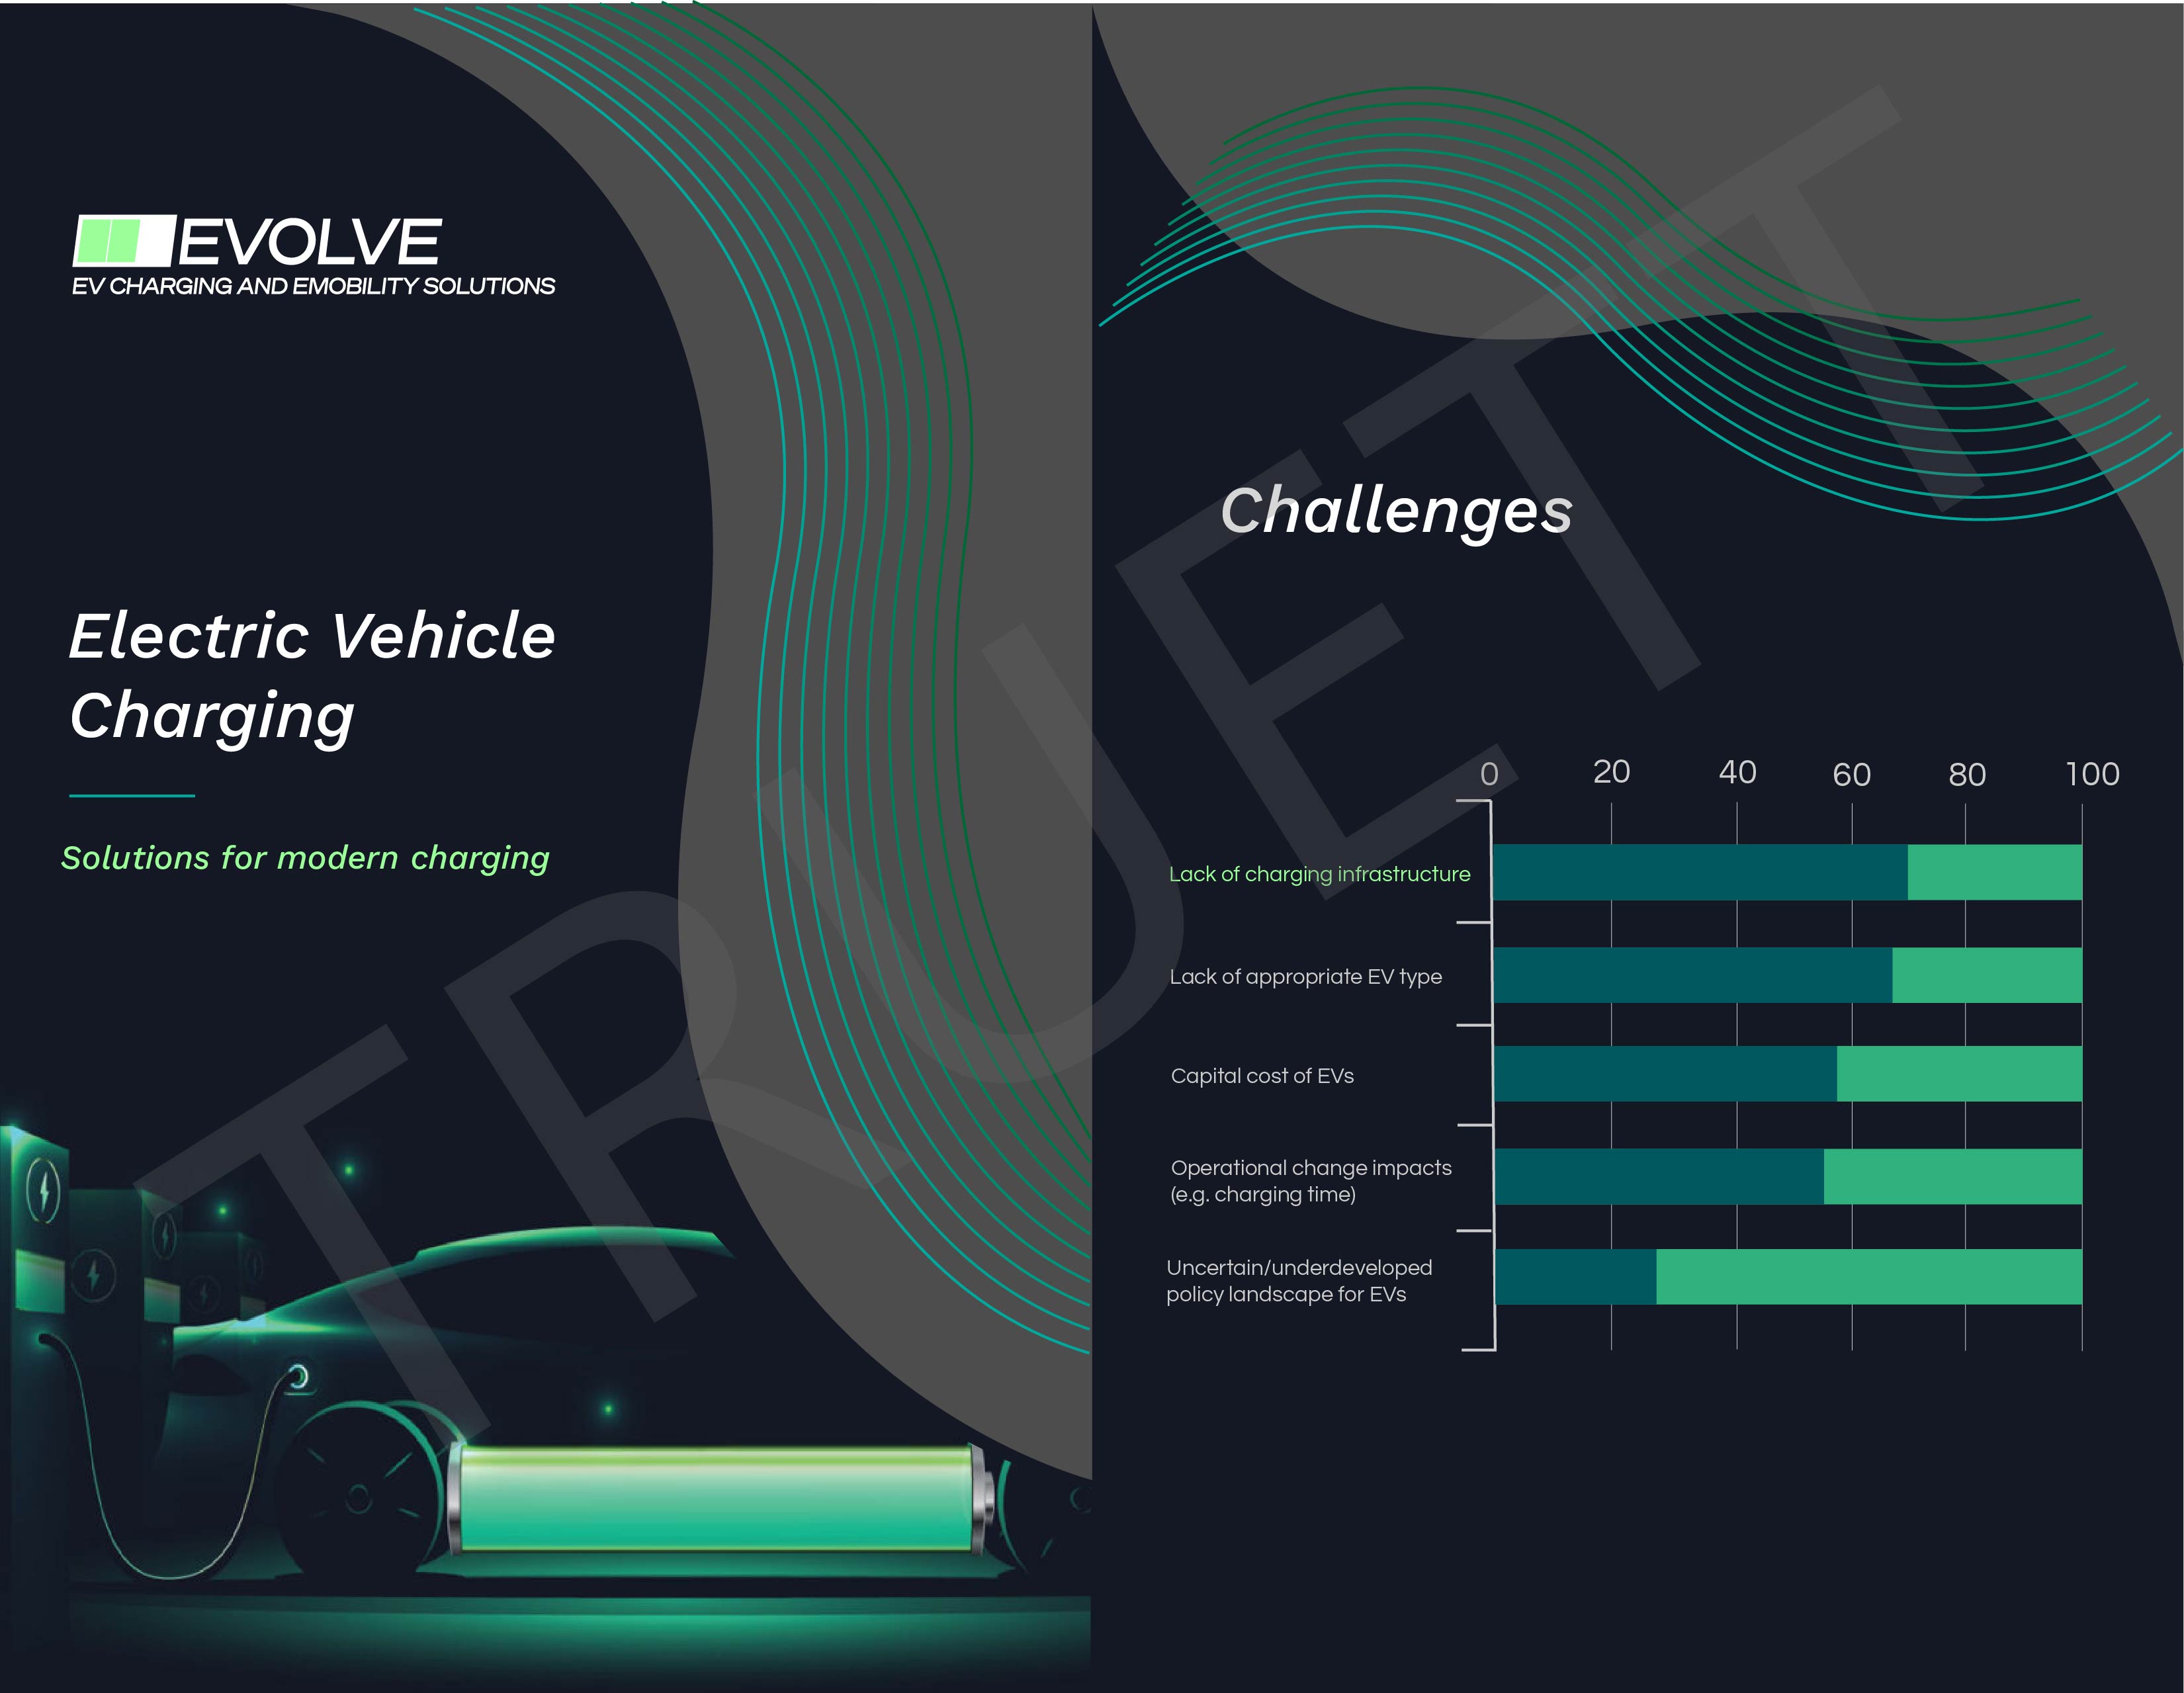 EVOLVE
EV CHARGING AND EMOBILITY SOLUTIONS
Electric Vehicle
Charging
Solutions for modern charging
TRUJETT
Challenges
0 20 40 60 80 100
Lack of charging infrastructure
Lack of appropriate EV type
Capital cost of EVs
Operational change impacts
(e.g. charging time)
Uncertain/underdeveloped
policy landscape for EVs